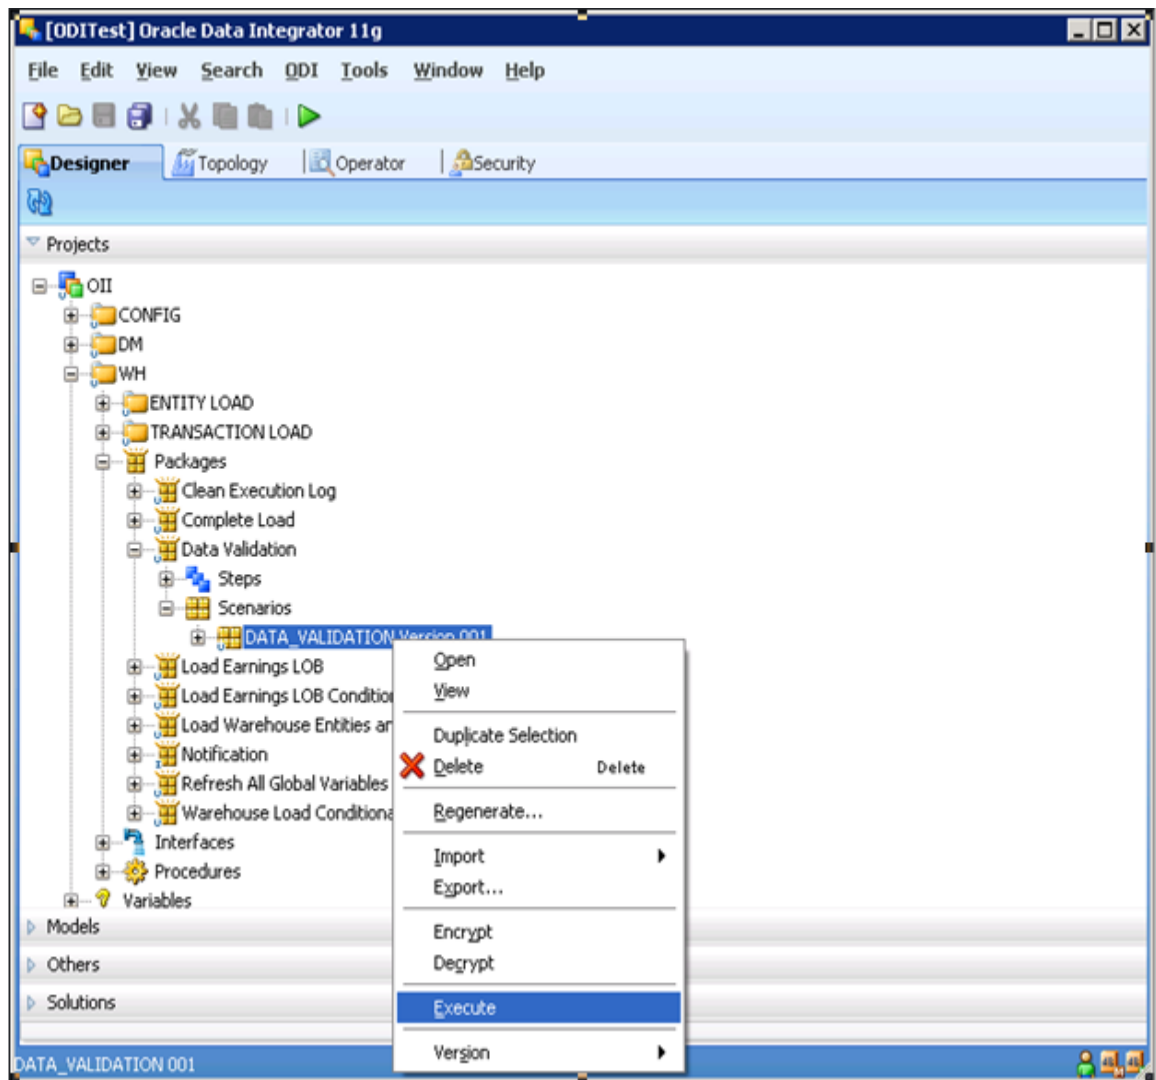 [ODITest] Oracle Data Integrator 11g
File Edit View Search ODI Tools Window Help
Designer Topology Operator Security
Projects
OII
CONFIG
DM
WH
ENTITY LOAD
TRANSACTION LOAD
Packages
Clean Execution Log
Complete Load
Data Validation
Steps
Scenarios
DATA_VALIDATION Version 001
Load Earnings LOB
Load Earnings LOB Condition
Load Warehouse Entities an
Notification
Refresh All Global Variables
Warehouse Load Conditiona
Interfaces
Procedures
Variables
Models
Others
Solutions
Open
View
Duplicate Selection
Delete Delete
Regenerate...
Import
Export...
Encrypt
Decrypt
Execute
Version
DATA_VALIDATION 001